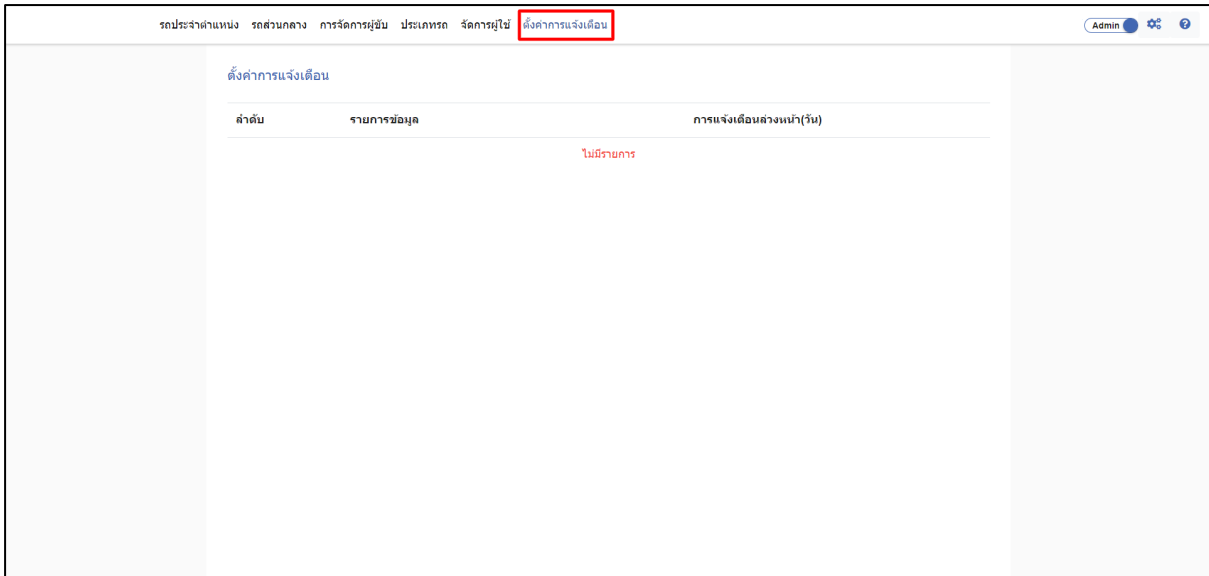 รถประจำตำแหน่ง รถส่วนกลาง การจัดการผู้ขับ ประเภทรถ จัดการผู้ใช้ ตั้งค่าการแจ้งเตือน Admin
ตั้งค่าการแจ้งเตือน
ลำดับ รายการข้อมูล การแจ้งเตือนล่วงหน้า(วัน)
ไม่มีรายการ